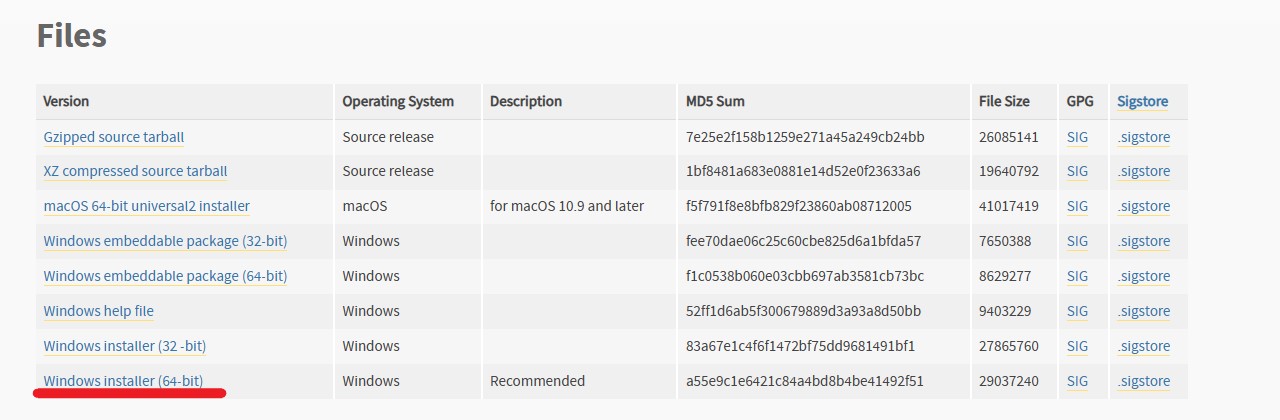 Files
Version Operating System Description MD5 Sum File Size GPG Sigstore
Gzipped source tarball Source release 7e25e2f158b1259e271a45a249cb24bb 26085141 SIG .sigstore
XZ compressed source tarball Source release 1bf8481a683e0881e14d52e0f23633a6 19640792 SIG .sigstore
macOS 64-bit universal2 installer macOS for macOS 10.9 and later f5f791f8e8bfb829f23860ab08712005 41017419 SIG .sigstore
Windows embeddable package (32-bit) Windows fee70dae06c25c60cbe825d6a1bfda57 7650388 SIG .sigstore
Windows embeddable package (64-bit) Windows f1c0538b060e03cbb697ab3581cb73bc 8629277 SIG .sigstore
Windows help file Windows 52ff1d6ab5f300679889d3a93a8d50bb 9403229 SIG .sigstore
Windows installer (32 -bit) Windows 83a67e1c4f6f1472bf75dd9681491bf1 27865760 SIG .sigstore
Windows installer (64-bit) Windows Recommended a55e9c1e6421c84a4bd8b4be41492f51 29037240 SIG .sigstore